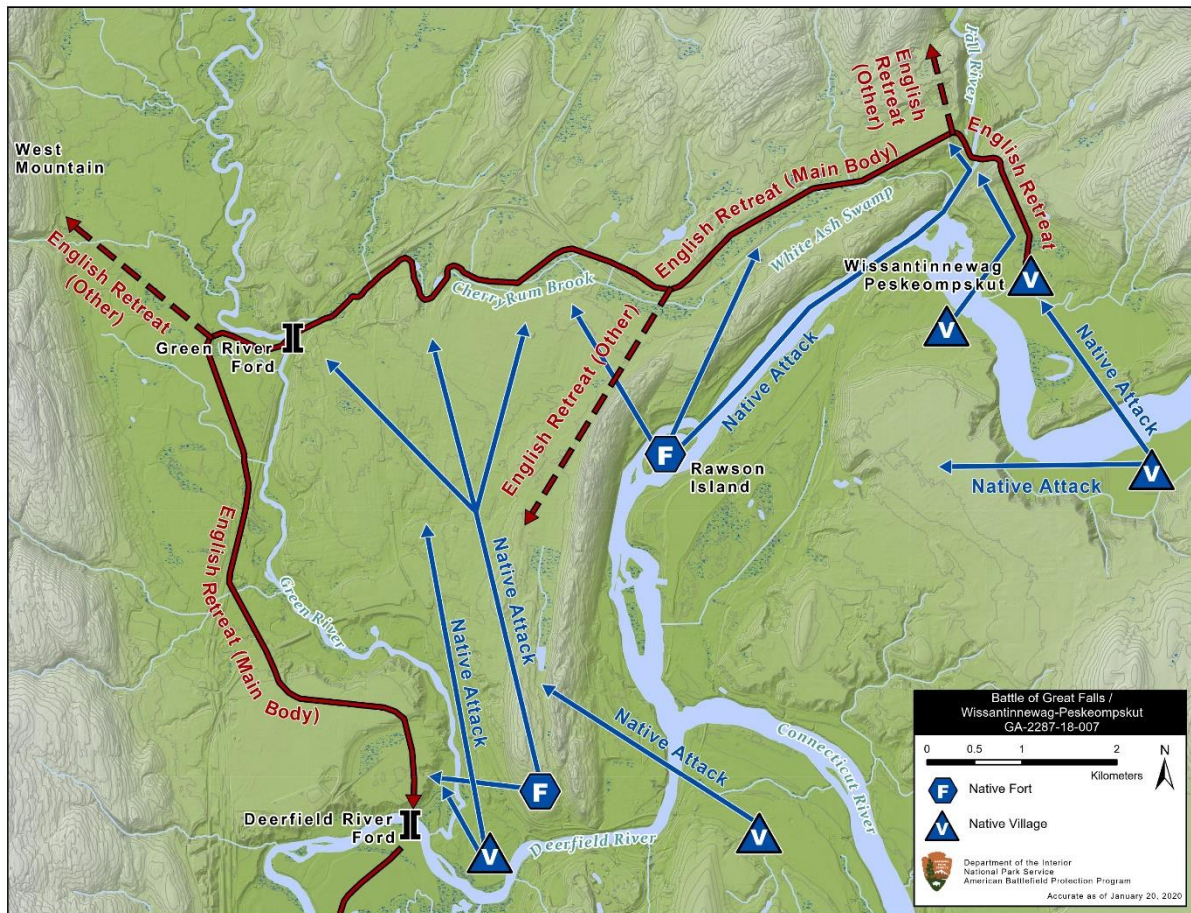 Fall River
English
Retreat
(Other)
English Retreat
English Retreat (Main Body)
White Ash Swamp
West
Mountain
English Retreat
(Other)
CherryRum Brook
Wissantinnewag
Peskeompskut
V
V
Green River
Ford
English Retreat (Other)
Native Attack
Native Attack
F
Rawson
Island
V
Native Attack
English Retreat (Main Body)
Green River
Native Attack
Native Attack
Native Attack
Connecticut River
F
Deerfield River
Ford
V
Deerfield River
V
Battle of Great Falls /
Wissantinnewag-Peskeompskut
GA-2287-18-007
0 0.5 1 2
Kilometers
N
F Native Fort
V Native Village
Department of the Interior
National Park Service
American Battlefield Protection Program
Accurate as of January 20, 2020